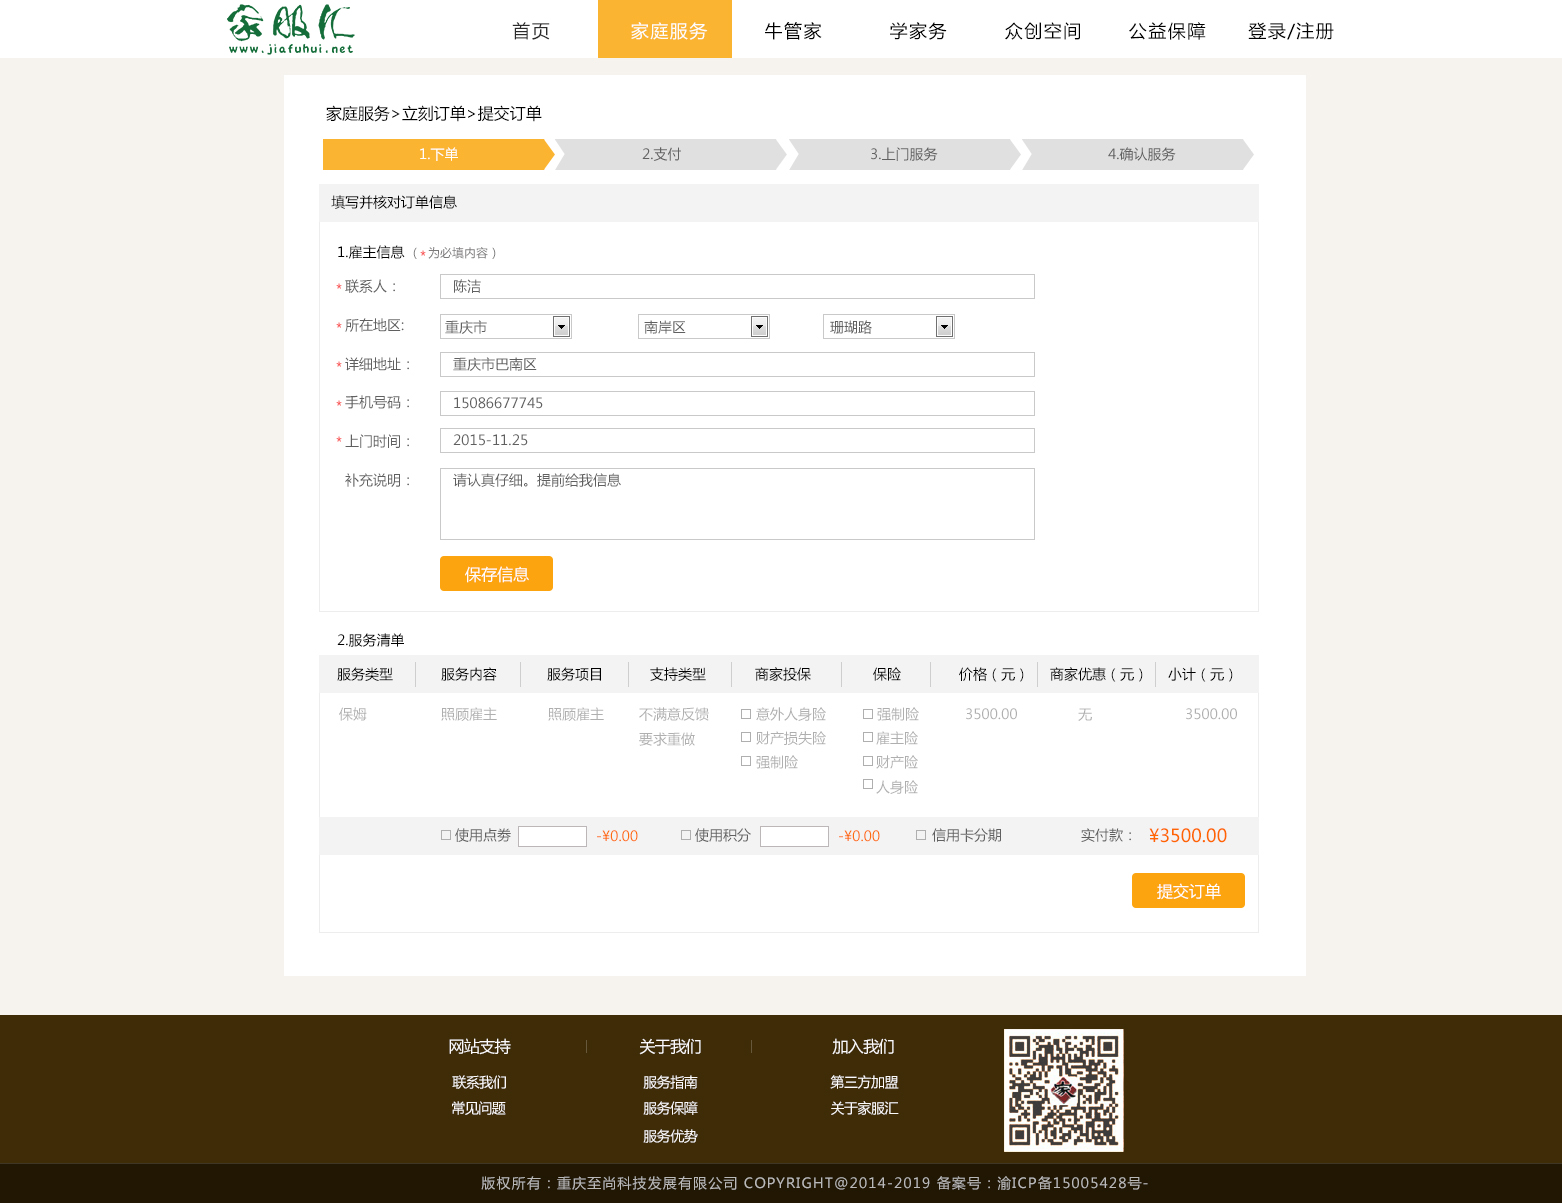 家服汇
www.jiafuhui.net
首页 家庭服务 牛管家 学家务 众创空间 公益保障 登录/注册
家庭服务>立刻订单>提交订单
1.下单 2.支付 3.上门服务 4.确认服务
填写并核对订单信息
1.雇主信息 ( * 为必填内容 )
* 联系人： 陈洁
* 所在地区: 重庆市 南岸区 珊瑚路
* 详细地址： 重庆市巴南区
* 手机号码： 15086677745
* 上门时间： 2015-11.25
补充说明： 请认真仔细。提前给我信息
保存信息
2.服务清单
服务类型 服务内容 服务项目 支持类型 商家投保 保险 价格（元） 商家优惠（元） 小计（元）
保姆 照顾雇主 照顾雇主 不满意反馈 意外人身险 强制险 3500.00 无 3500.00
要求重做 财产损失险 雇主险
强制险 财产险
人身险
使用点券 -¥0.00 使用积分 -¥0.00 信用卡分期 实付款： ¥3500.00
提交订单
网站支持 关于我们 加入我们
联系我们 服务指南 第三方加盟
常见问题 服务保障 关于家服汇
服务优势
家
版权所有：重庆至尚科技发展有限公司 COPYRIGHT@2014-2019 备案号：渝ICP备15005428号-